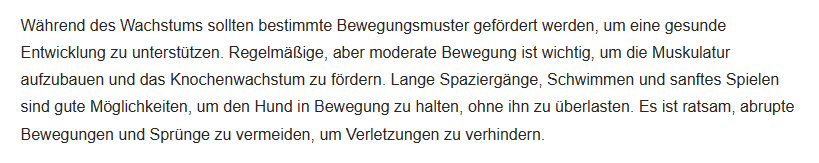 Während des Wachstums sollten bestimmte Bewegungsmuster gefördert werden, um eine gesunde
Entwicklung zu unterstützen. Regelmäßige, aber moderate Bewegung ist wichtig, um die Muskulatur
aufzubauen und das Knochenwachstum zu fördern. Lange Spaziergänge, Schwimmen und sanftes Spielen
sind gute Möglichkeiten, um den Hund in Bewegung zu halten, ohne ihn zu überlasten. Es ist ratsam, abrupte
Bewegungen und Sprünge zu vermeiden, um Verletzungen zu verhindern.